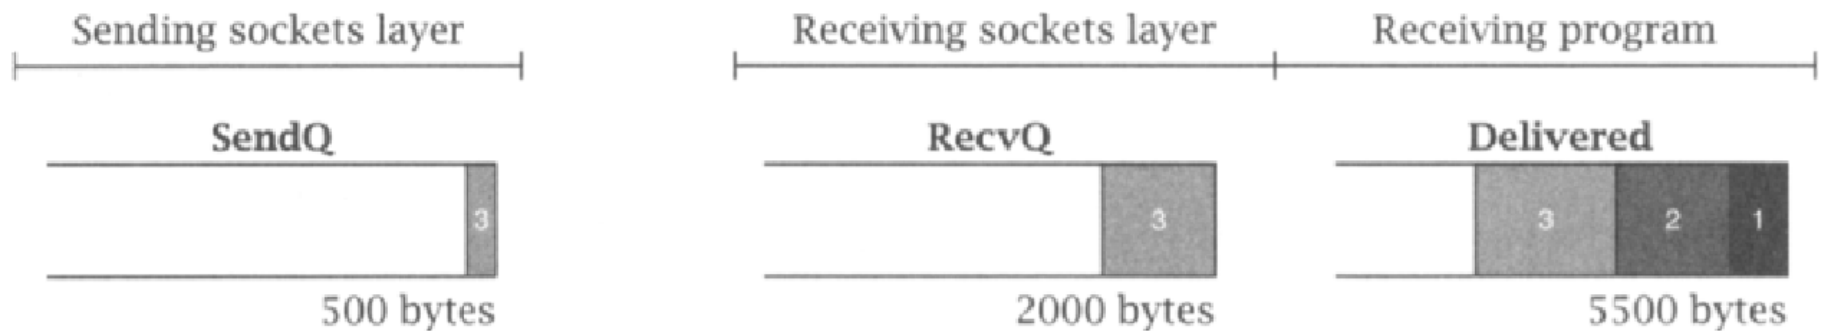 Sending sockets layer Receiving sockets layer Receiving program
SendQ RecvQ Delivered
3 3 3 2 1
500 bytes 2000 bytes 5500 bytes